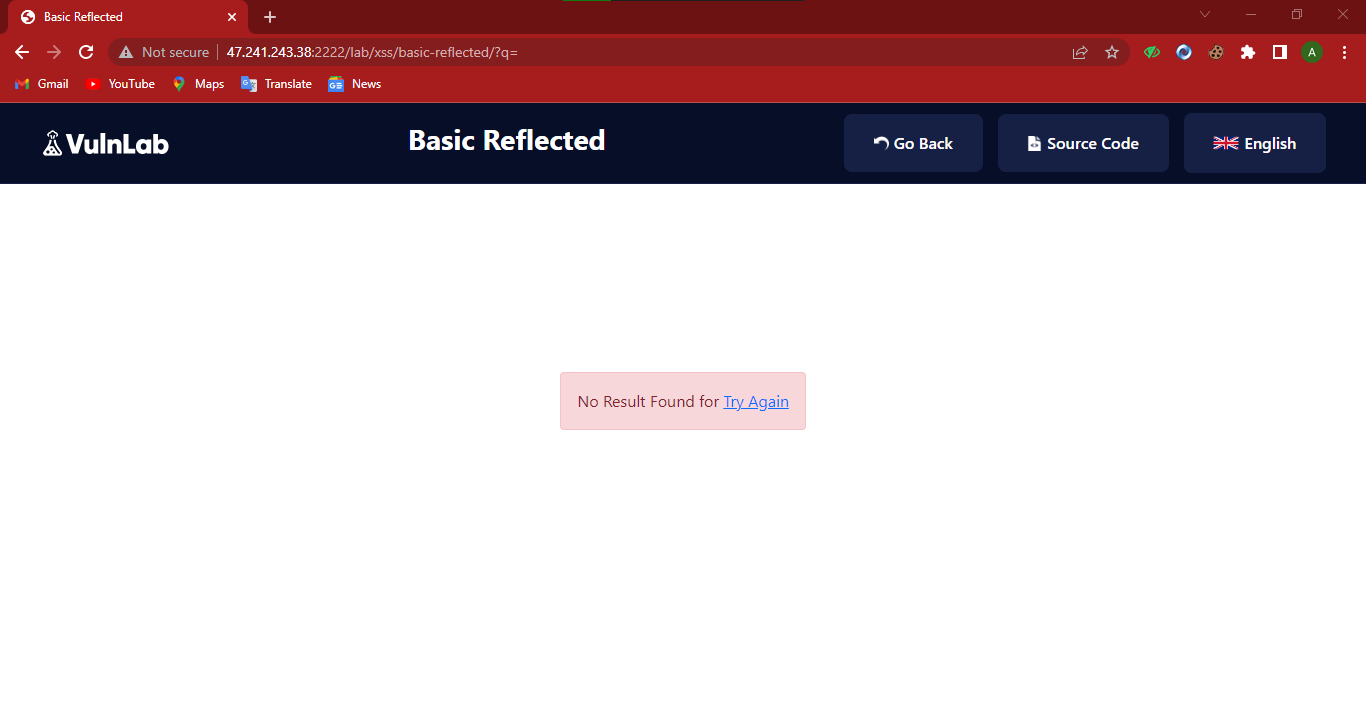 Basic Reflected
Not secure 47.241.243.38:2222/lab/xss/basic-reflected/?q=
A
Gmail YouTube Maps Translate News
VulnLab Basic Reflected Go Back Source Code English
No Result Found for Try Again